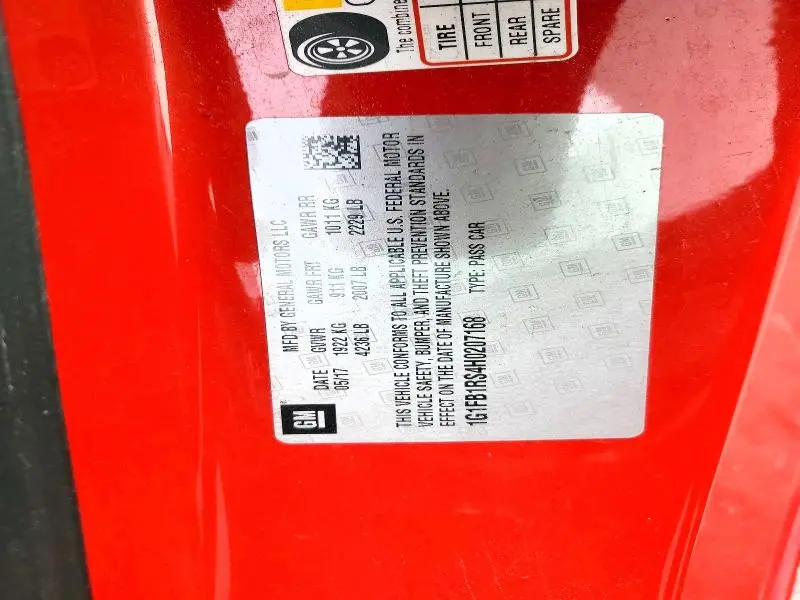 The combine
TIRE
FRONT
REAR
SPARE
GM
MFD BY GENERAL MOTORS LLC
DATE GVWR GAWR FRT GAWR RR
05/17 1922 KG 911 KG 1011 KG
4236 LB 2007 LB 2229 LB
THIS VEHICLE CONFORMS TO ALL APPLICABLE U.S. FEDERAL MOTOR
VEHICLE SAFETY, BUMPER, AND THEFT PREVENTION STANDARDS IN
EFFECT ON THE DATE OF MANUFACTURE SHOWN ABOVE.
1G1FB1RS4H0207168 TYPE: PASS CAR